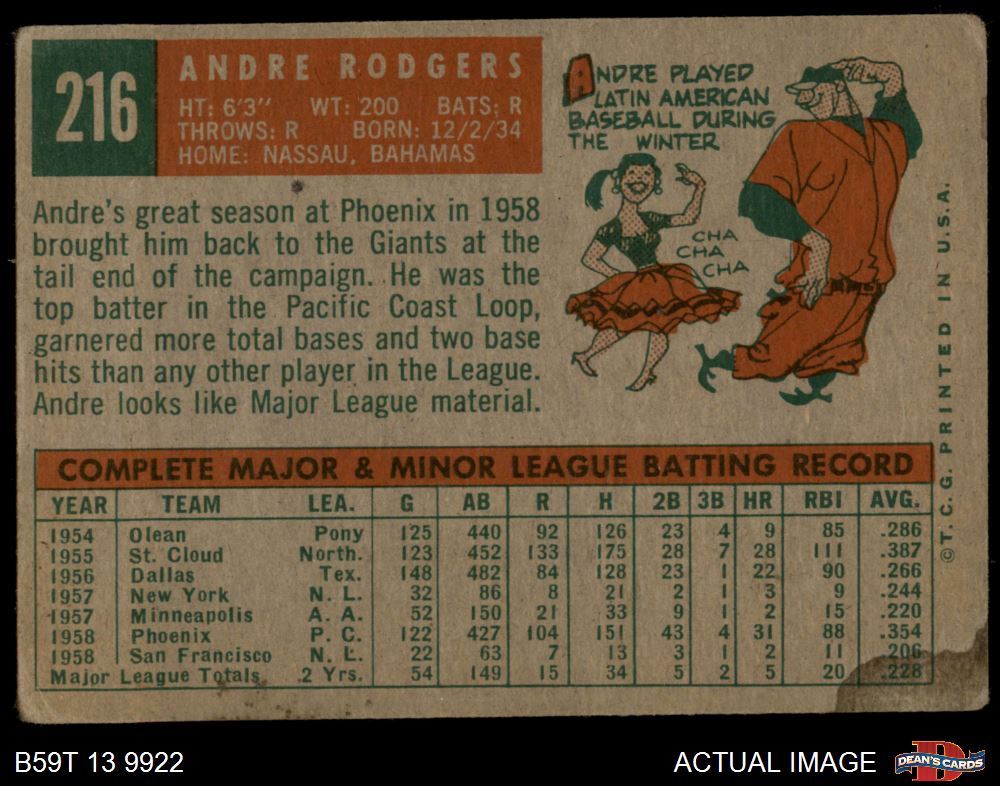 216
ANDRE RODGERS
HT: 6'3" WT: 200 BATS: R
THROWS: R BORN: 12/2/34
HOME: NASSAU, BAHAMAS
ANDRE PLAYED
LATIN AMERICAN
BASEBALL DURING
THE WINTER
CHA
CHA
CHA
Andre's great season at Phoenix in 1958
brought him back to the Giants at the
tail end of the campaign. He was the
top batter in the Pacific Coast Loop,
garnered more total bases and two base
hits than any other player in the League.
Andre looks like Major League material.
COMPLETE MAJOR & MINOR LEAGUE BATTING RECORD
YEAR TEAM LEA. G AB R H 2B 3B HR RBI AVG.
1954 Olean Pony 125 440 92 126 23 4 9 85 .286
1955 St. Cloud North. 123 452 133 175 28 7 28 111 .387
1956 Dallas Tex. 148 482 84 128 23 1 22 90 .266
1957 New York N. L. 32 86 8 21 2 1 3 9 .244
1957 Minneapolis A. A. 52 150 21 33 9 1 2 15 .220
1958 Phoenix P. C. 122 427 104 151 43 4 31 88 .354
1958 San Francisco N. L. 22 63 7 13 3 1 2 11 .206
Major League Totals 2 Yrs. 54 149 15 34 5 2 5 20 .228
©T. C. G. PRINTED IN U.S.A.
B59T 13 9922
ACTUAL IMAGE
D
DEAN'S CARDS